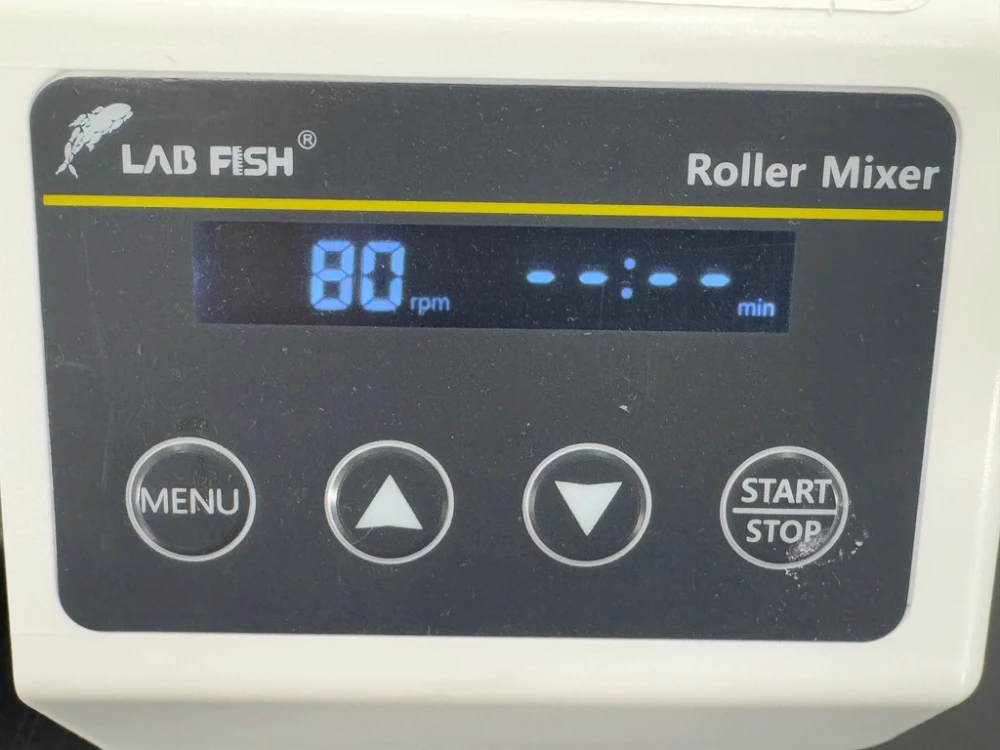 LAB FISH®
Roller Mixer
80 rpm --:-- min
MENU
START
STOP